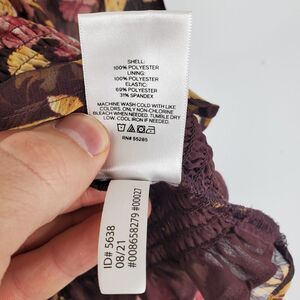 SHELL:
100% POLYESTER
LINING:
100% POLYESTER
ELASTIC:
69% POLYESTER
31% SPANDEX
MACHINE WASH COLD WITH LIKE
COLORS, ONLY NON-CHLORINE
BLEACH WHEN NEEDED. TUMBLE DRY
LOW. COOL IRON IF NEEDED.
RN# 55285
ID# 5638
08/21
#008658279 #00027